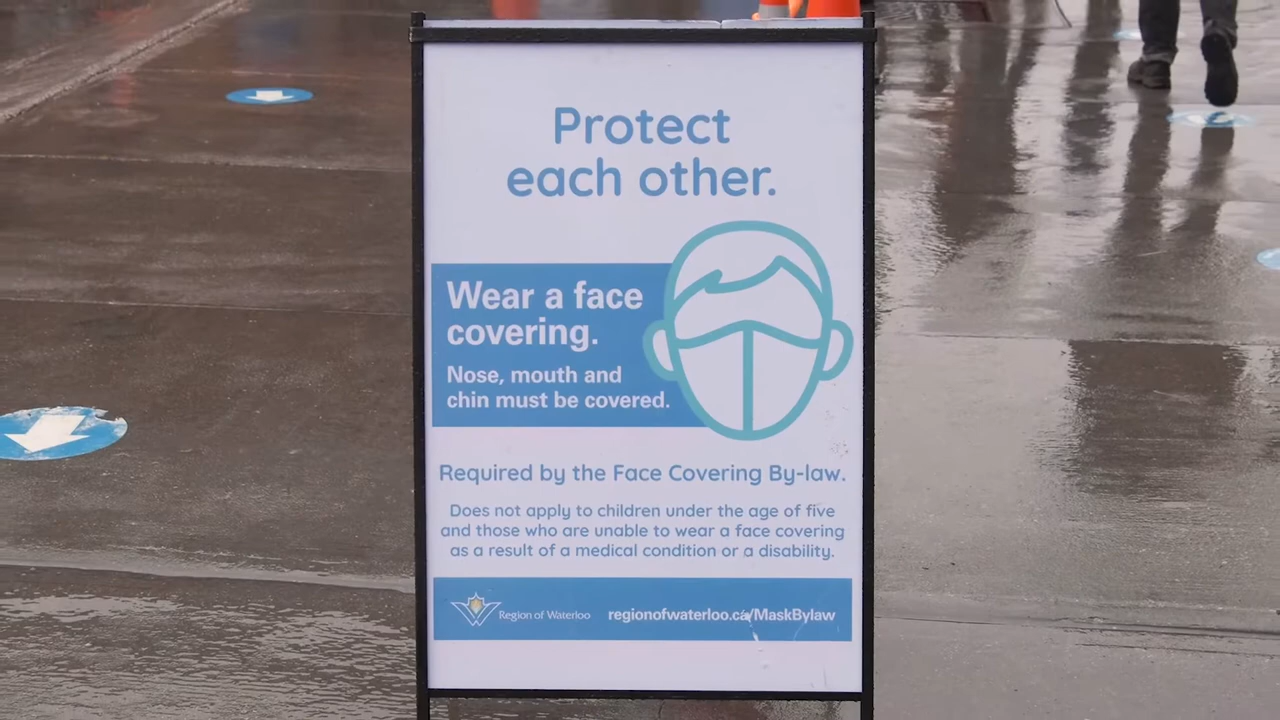 Protect
each other.
Wear a face
covering.
Nose, mouth and
chin must be covered.
Required by the Face Covering By-law.
Does not apply to children under the age of five
and those who are unable to wear a face covering
as a result of a medical condition or a disability.
Region of Waterloo
regionofwaterloo.ca/MaskBylaw